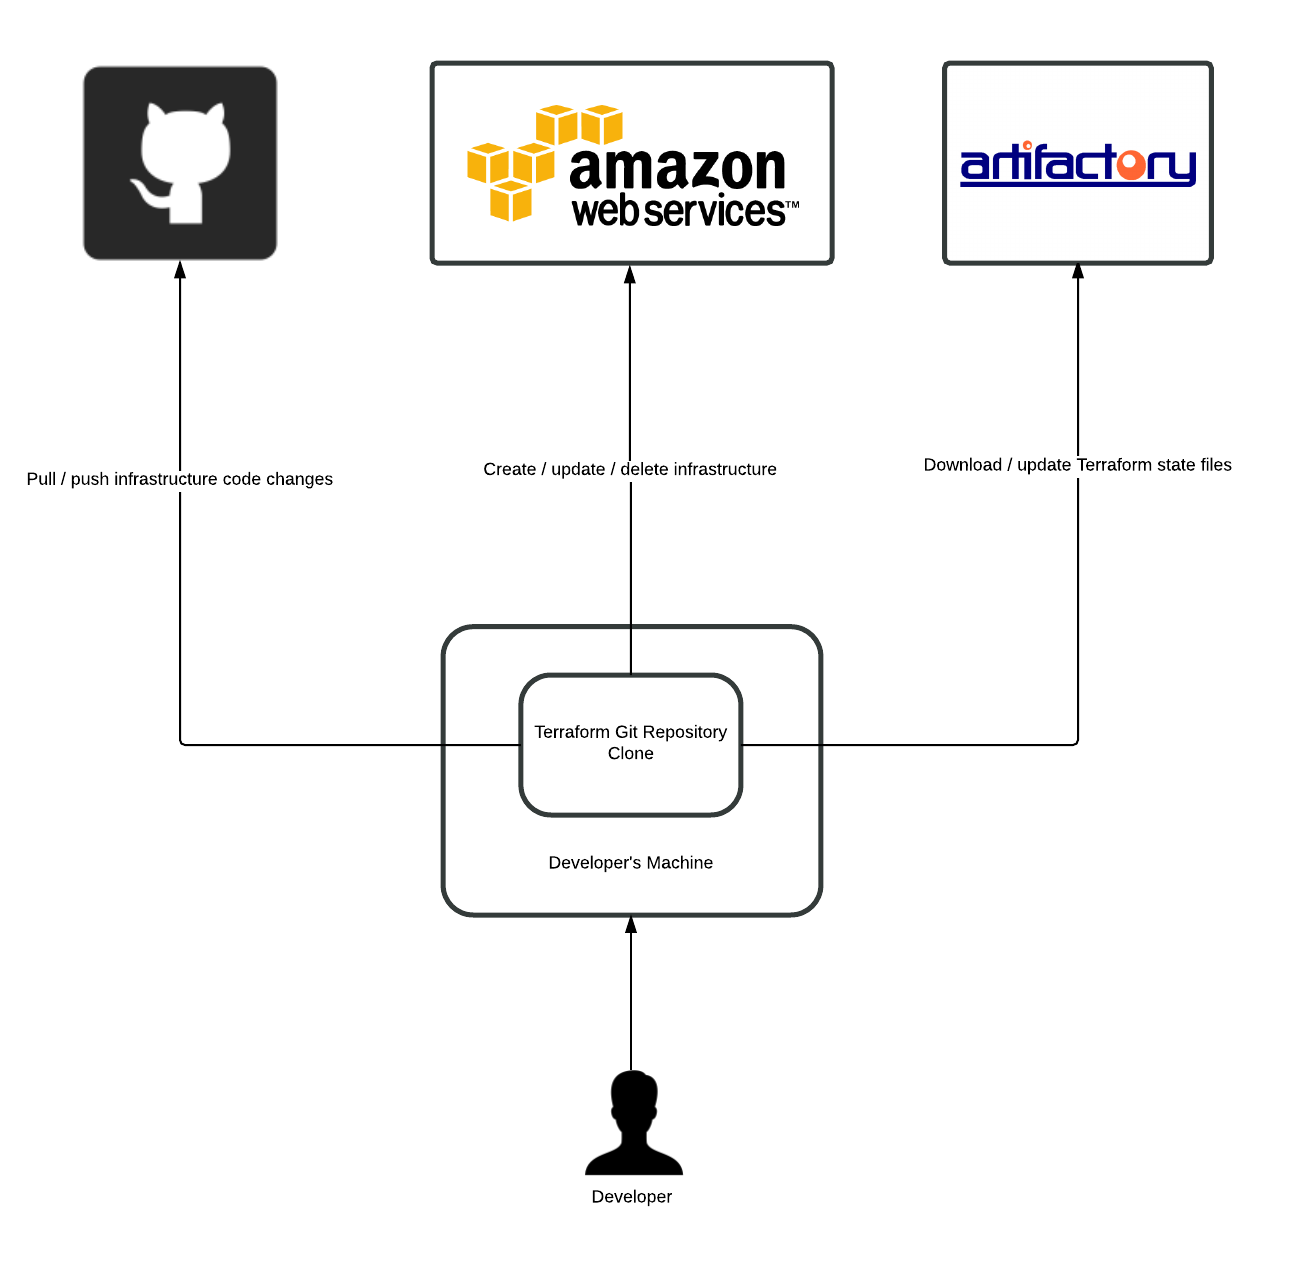 amazon
web services™
artifactory
Pull / push infrastructure code changes
Create / update / delete infrastructure
Download / update Terraform state files
Terraform Git Repository
Clone
Developer's Machine
Developer